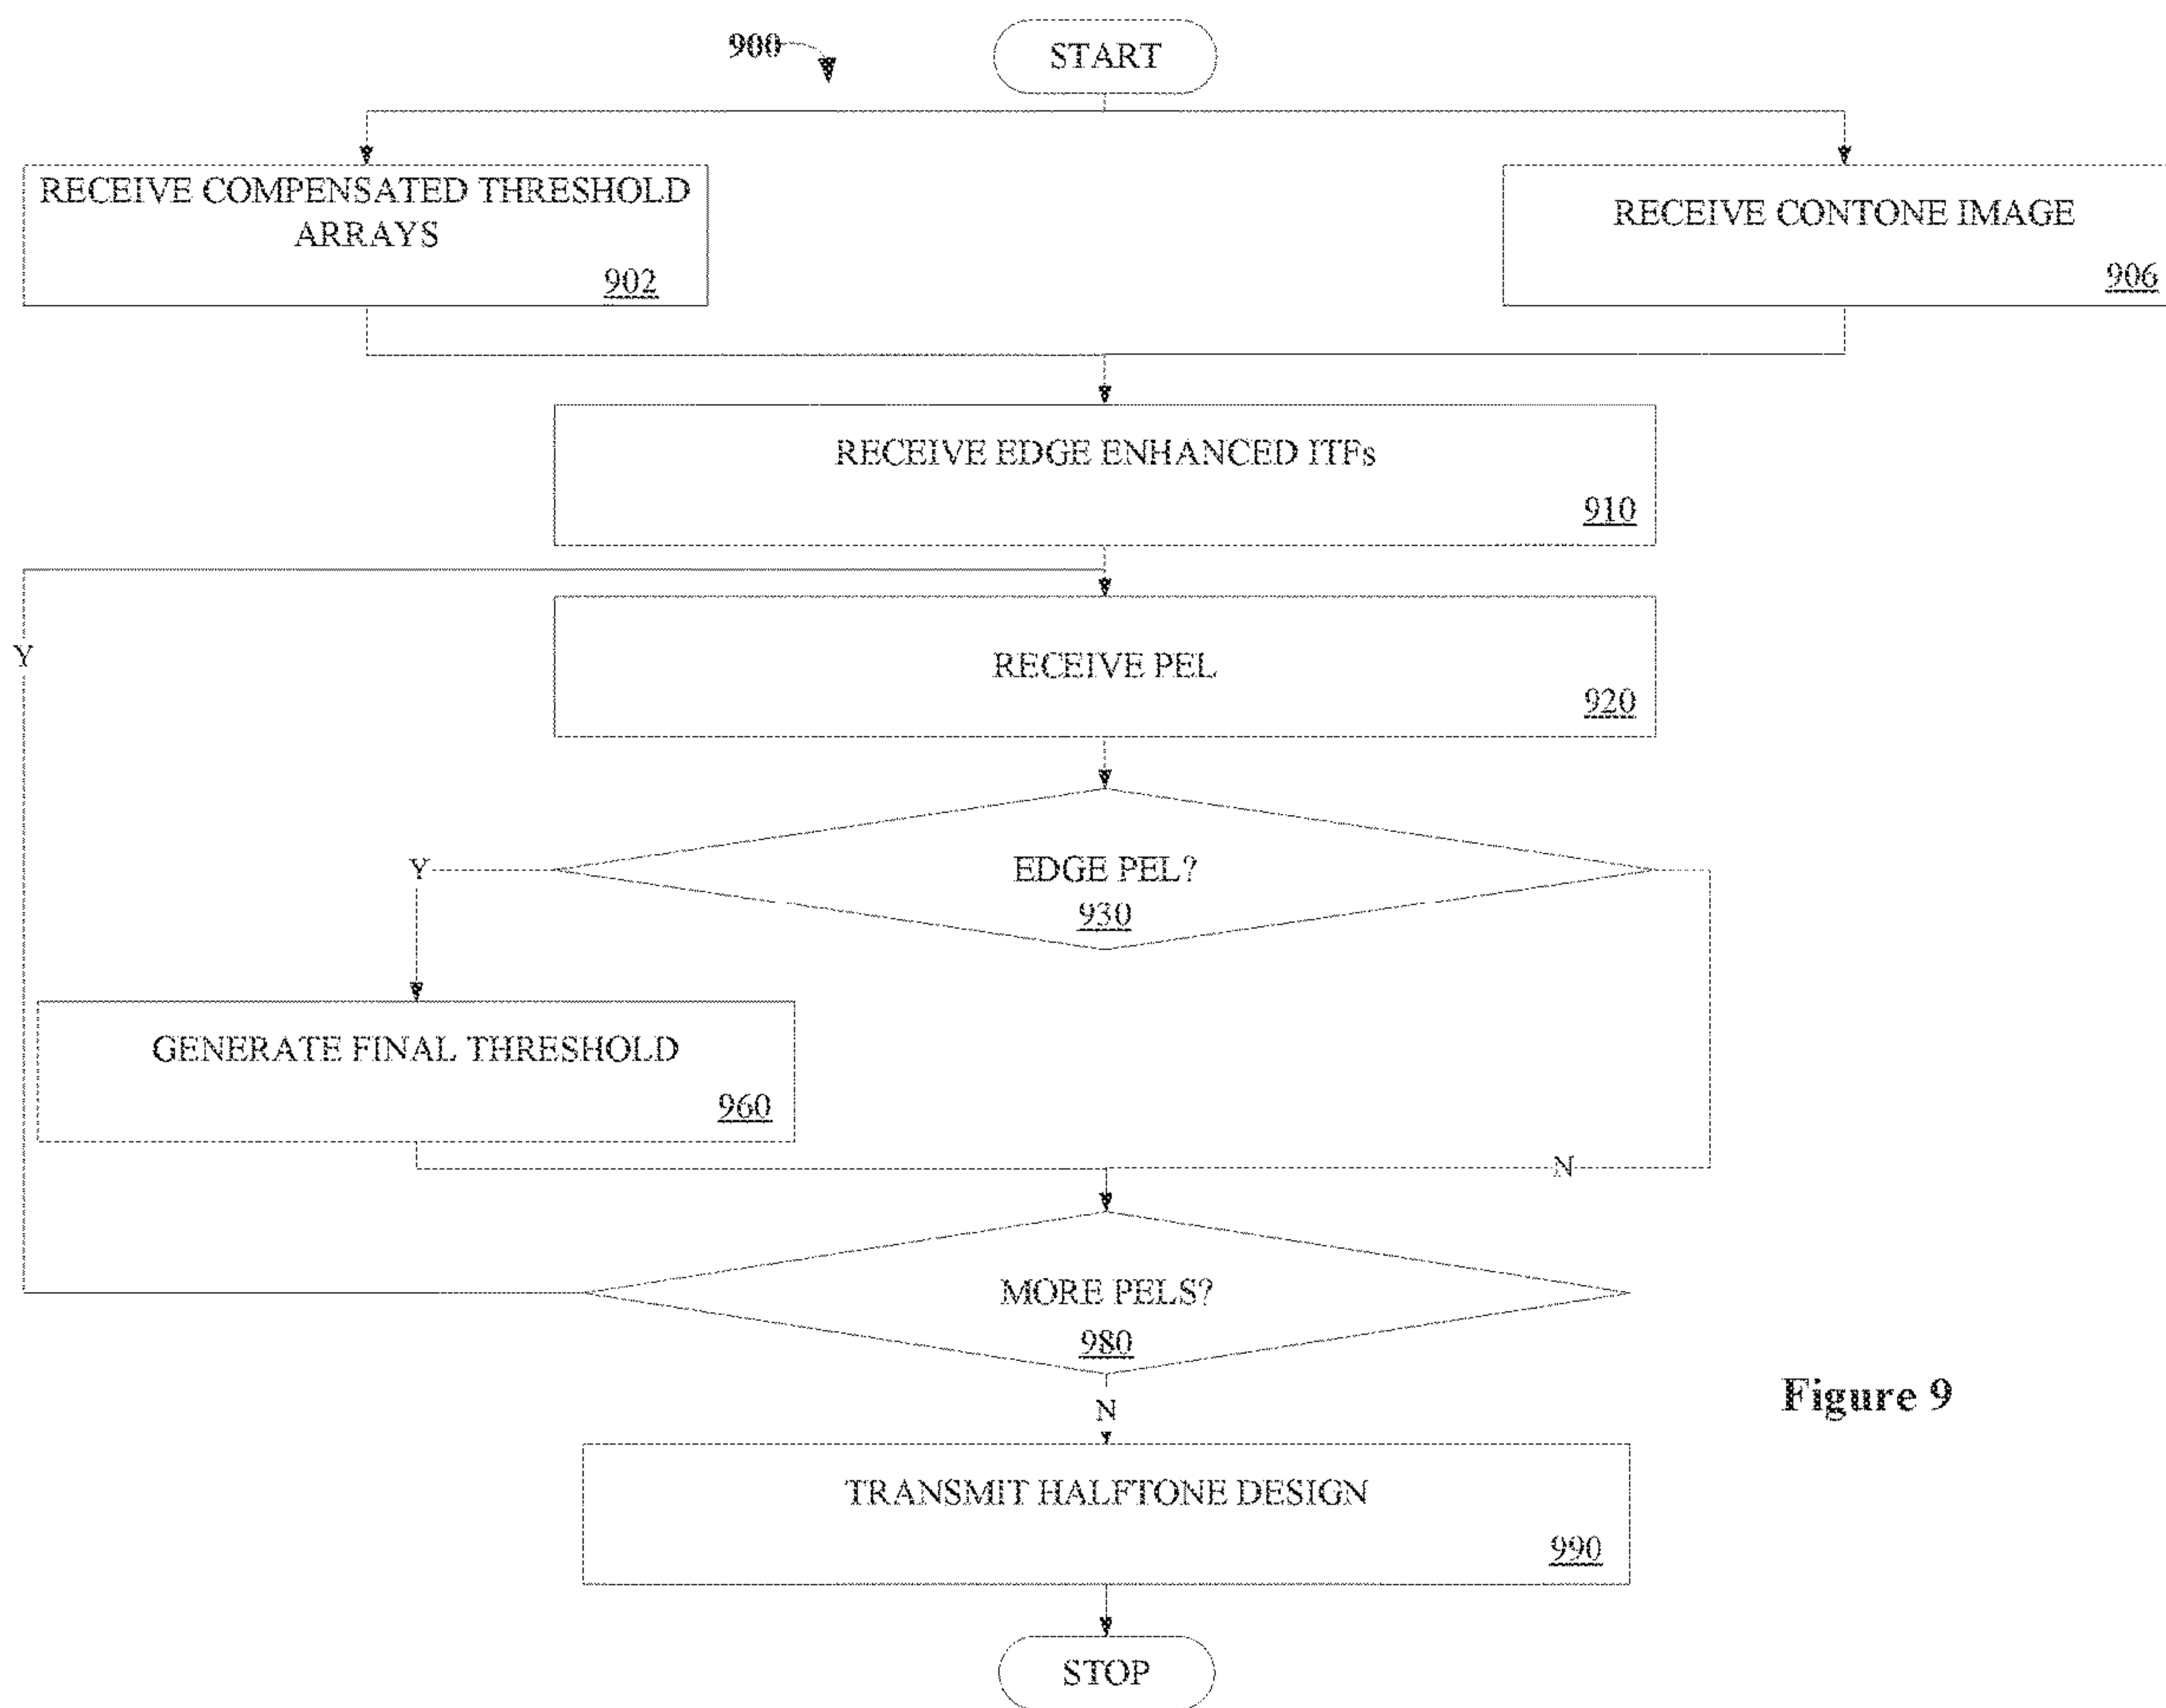 900
START
RECEIVE COMPENSATED THRESHOLD
ARRAYS
902
RECEIVE CONTONE IMAGE
906
RECEIVE EDGE ENHANCED ITFs
910
Y
RECEIVE PEL
920
Y
EDGE PEL?
930
GENERATE FINAL THRESHOLD
960
N
MORE PELS?
980
N
Figure 9
TRANSMIT HALFTONE DESIGN
990
STOP